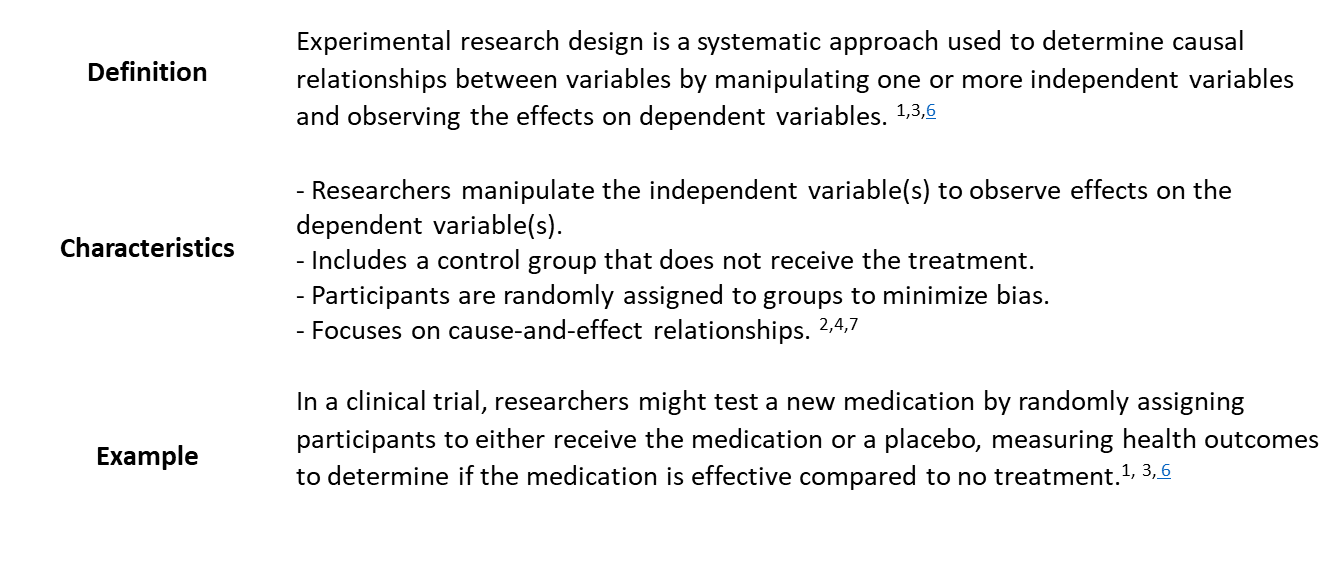 Definition
Experimental research design is a systematic approach used to determine causal
relationships between variables by manipulating one or more independent variables
and observing the effects on dependent variables. 1,3,6
Characteristics
- Researchers manipulate the independent variable(s) to observe effects on the
dependent variable(s).
- Includes a control group that does not receive the treatment.
- Participants are randomly assigned to groups to minimize bias.
- Focuses on cause-and-effect relationships. 2,4,7
Example
In a clinical trial, researchers might test a new medication by randomly assigning
participants to either receive the medication or a placebo, measuring health outcomes
to determine if the medication is effective compared to no treatment.1, 3, 6